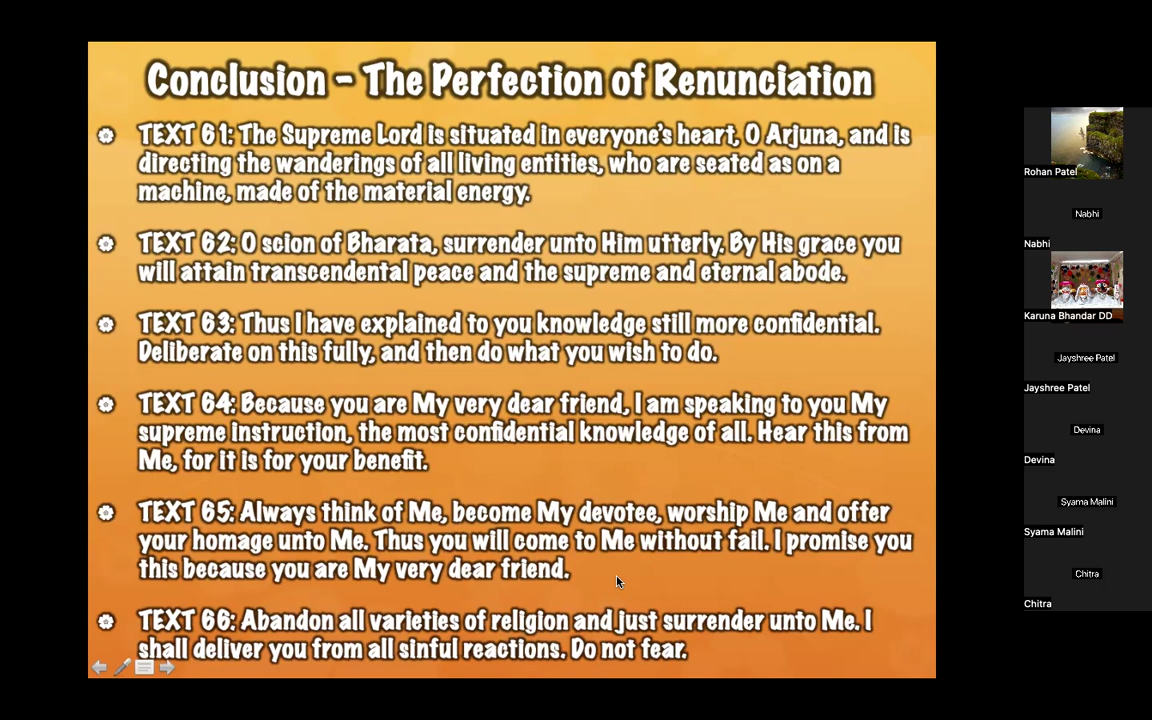 Conclusion - The Perfection of Renunciation
TEXT 61: The Supreme Lord is situated in everyone's heart, O Arjuna, and is
directing the wanderings of all living entities, who are seated as on a
machine, made of the material energy.
TEXT 62: O scion of Bharata, surrender unto Him utterly. By His grace you
will attain transcendental peace and the supreme and eternal abode.
TEXT 63: Thus I have explained to you knowledge still more confidential.
Deliberate on this fully, and then do what you wish to do.
TEXT 64: Because you are My very dear friend, I am speaking to you My
supreme instruction, the most confidential knowledge of all. Hear this from
Me, for it is for your benefit.
TEXT 65: Always think of Me, become My devotee, worship Me and offer
your homage unto Me. Thus you will come to Me without fail. I promise you
this because you are My very dear friend.
TEXT 66: Abandon all varieties of religion and just surrender unto Me. I
shall deliver you from all sinful reactions. Do not fear.
Rohan Patel
Nabhi
Nabhi
Karuna Bhandar DD
Jayshree Patel
Jayshree Patel
Devina
Devina
Syama Malini
Syama Malini
Chitra
Chitra